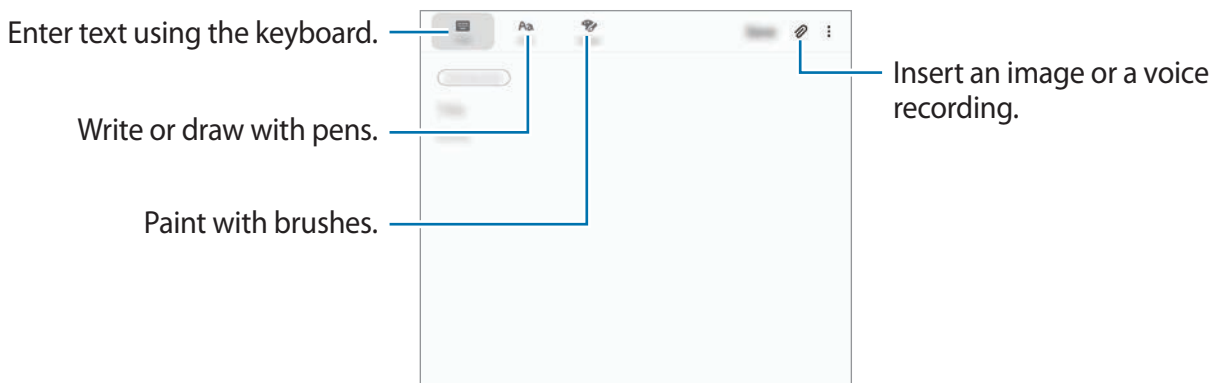 Enter text using the keyboard.
Aa
Insert an image or a voice
recording.
Write or draw with pens.
Paint with brushes.